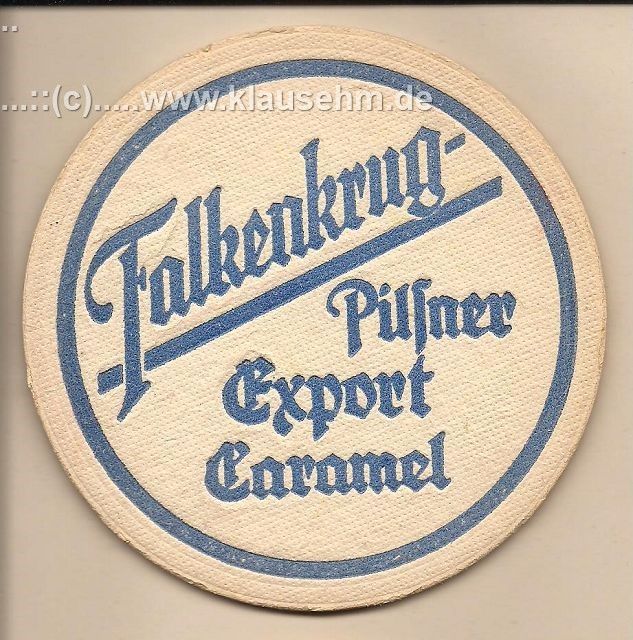 ..
...::(c).....www.klausehm.de
Falkenkrug-
Pilſner
Export
Caramel